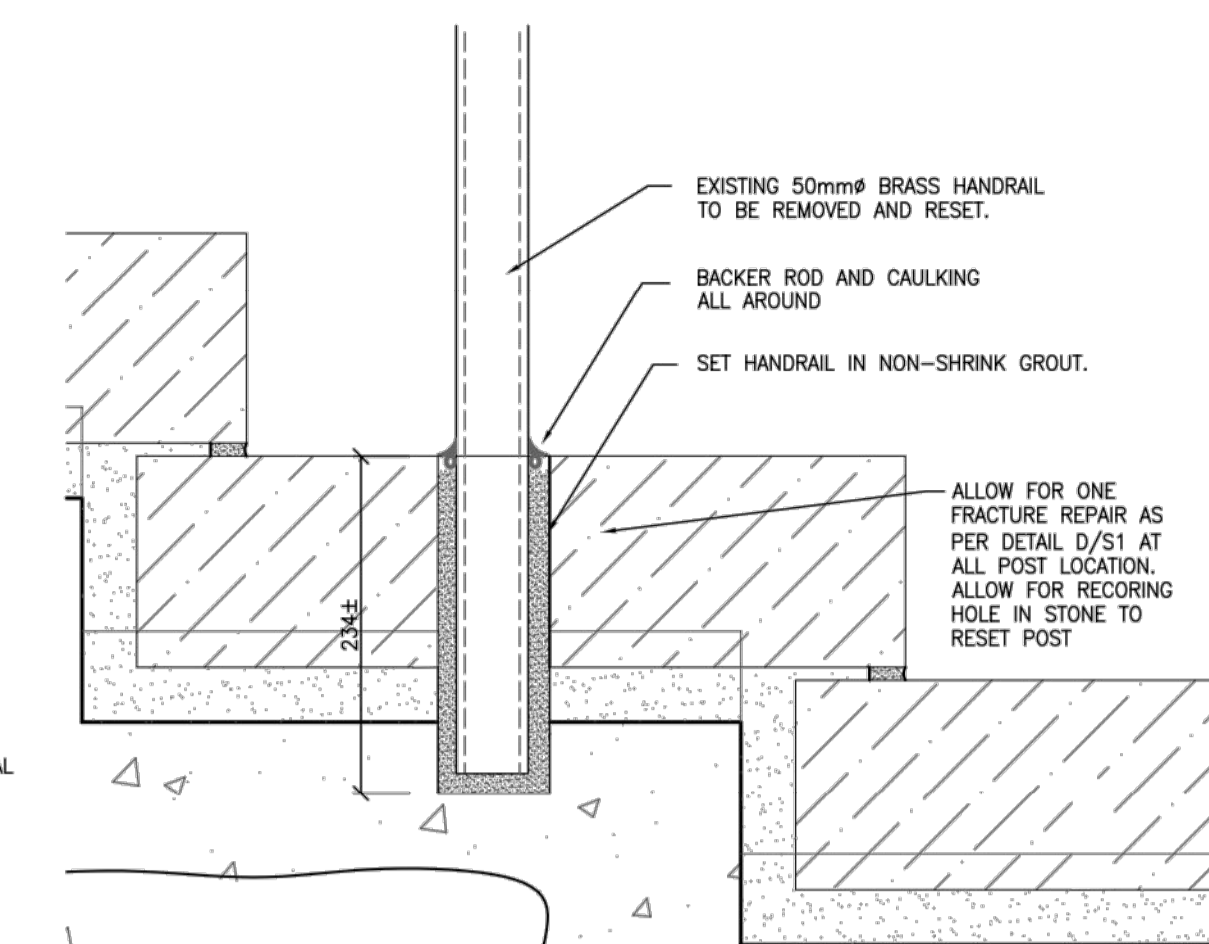 EXISTING 50mmø BRASS HANDRAIL
TO BE REMOVED AND RESET.
BACKER ROD AND CAULKING
ALL AROUND
SET HANDRAIL IN NON-SHRINK GROUT.
ALLOW FOR ONE
FRACTURE REPAIR AS
PER DETAIL D/S1 AT
ALL POST LOCATION.
ALLOW FOR RECORING
HOLE IN STONE TO
RESET POST
234±
AL